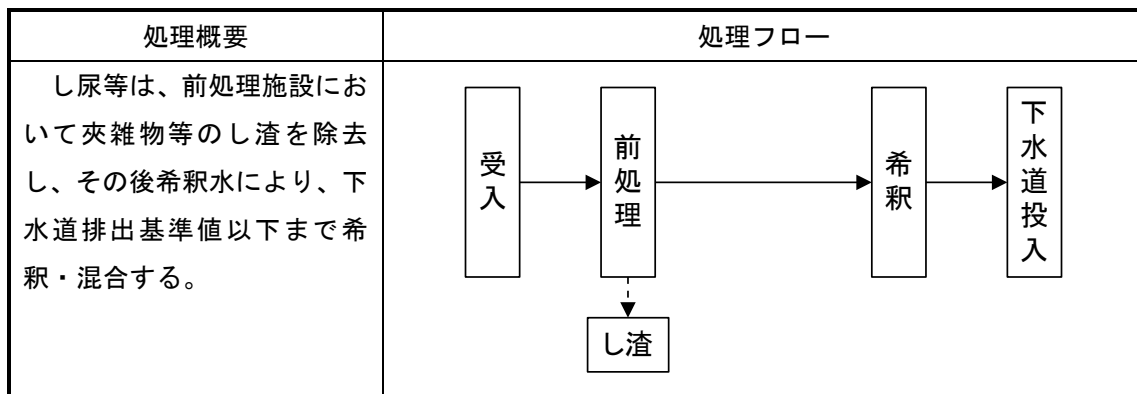 処理概要
処理フロー
し尿等は、前処理施設にお
いて夾雑物等のし渣を除去
し、その後希釈水により、下
水道排出基準値以下まで希
釈・混合する。
受入
前処理
希釈
下水道投入
し渣